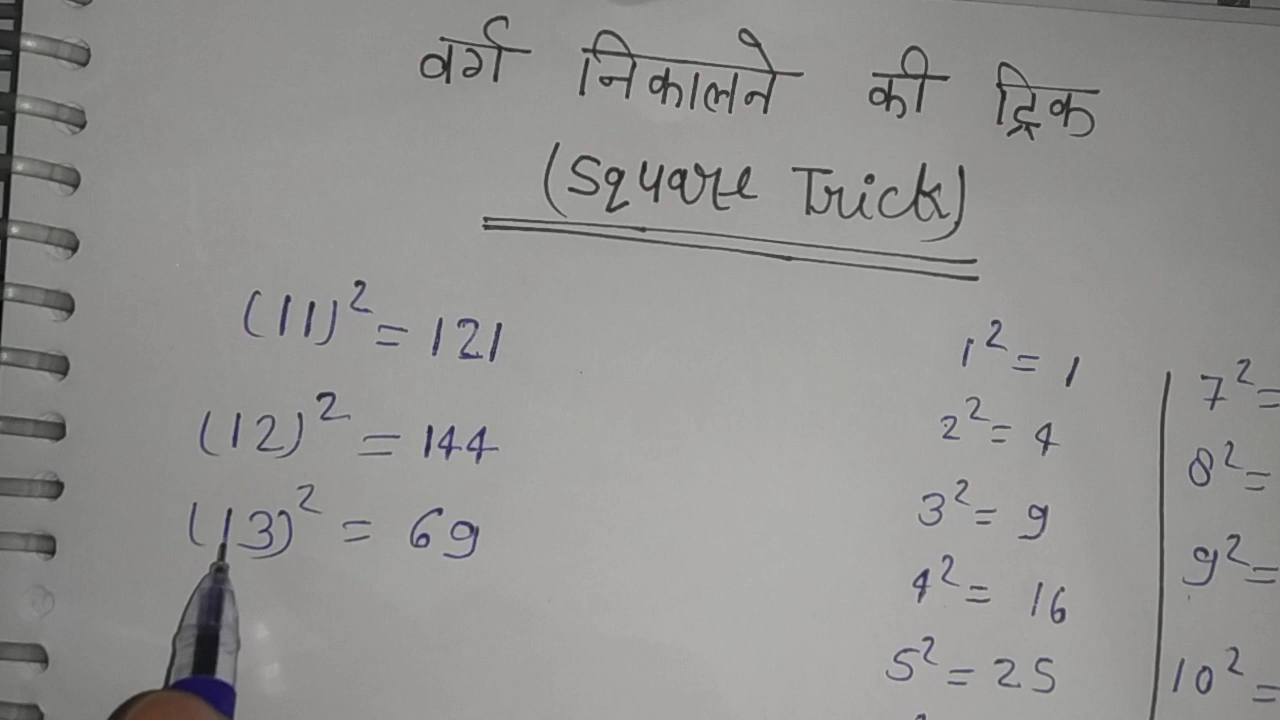 वर्ग निकालने की ट्रिक
(Square Trick)
(11)² = 121
(12)² = 144
(13)² = 69
1² = 1
2² = 4
3² = 9
4² = 16
5² = 25
7² =
8² =
9² =
10² =